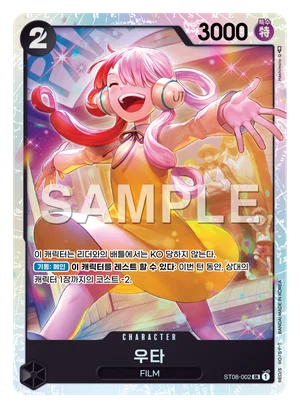 2
3000
특수
特
SAMPLE
이 캐릭터는 리더와의 배틀에서는 KO 당하지 않는다.
기동: 메인 이 캐릭터를 레스트 할 수 있다: 이번 턴 동안, 상대의
캐릭터 1장까지의 코스트 -2.
CHARACTER
우타
FILM
ST08-002 SR 1